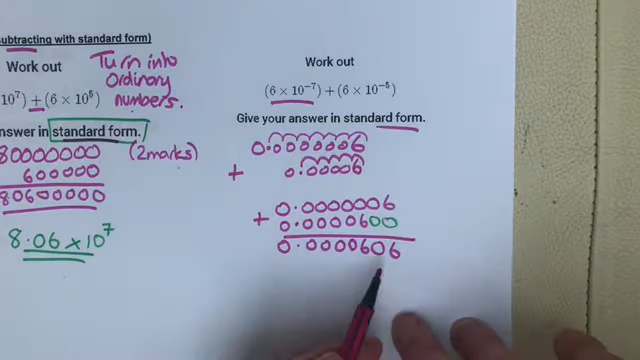 subtracting with standard form)
Work out
Turn into
ordinary
numbers.
10⁷) + (6 × 10⁵)
answer in standard form.
(2marks)
80000000
600000
80600000
8.06 × 10⁷
Work out
(6 × 10⁻⁷) + (6 × 10⁻⁵)
Give your answer in standard form.
0.0000006
+ 0.00006
0.0000006
+ 0.0000600
0.0000606